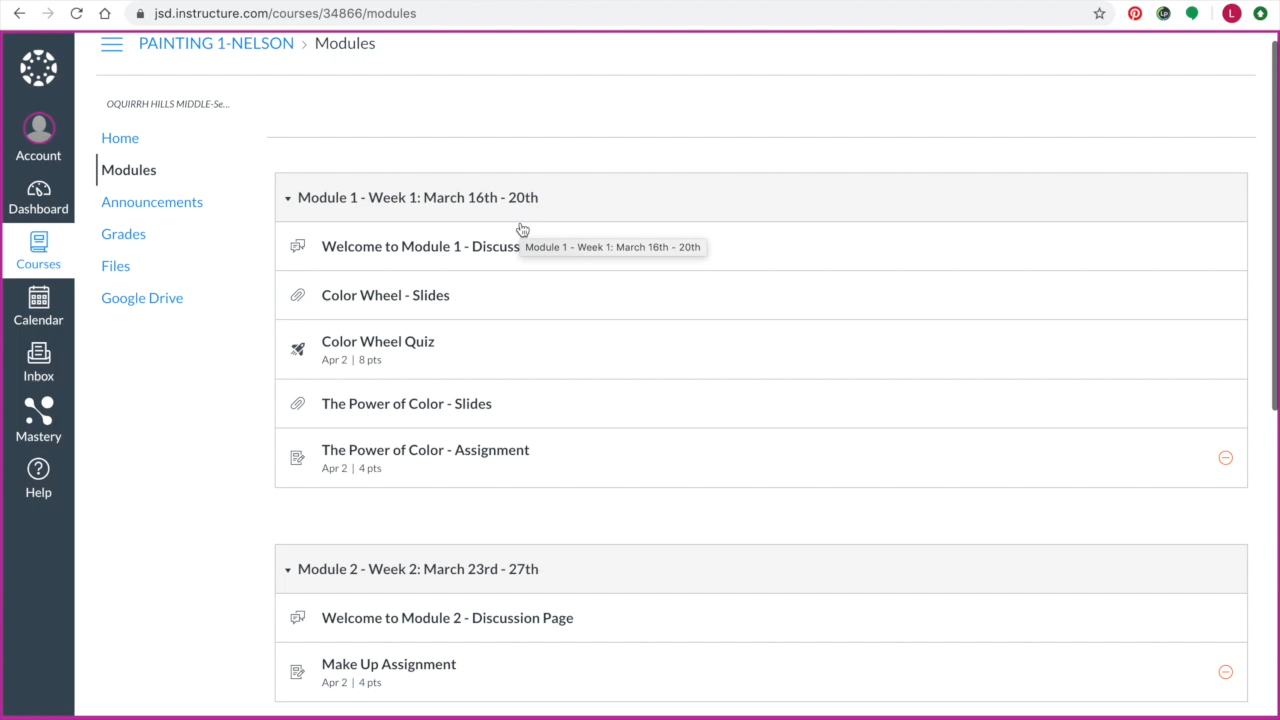 jsd.instructure.com/courses/34866/modules
L
PAINTING 1-NELSON › Modules
OQUIRRH HILLS MIDDLE-Se...
Account
Dashboard
Courses
Calendar
Inbox
Mastery
Help
Home
Modules
Announcements
Grades
Files
Google Drive
Module 1 - Week 1: March 16th - 20th
Welcome to Module 1 - Discuss
Module 1 - Week 1: March 16th - 20th
Color Wheel - Slides
Color Wheel Quiz
Apr 2 | 8 pts
The Power of Color - Slides
The Power of Color - Assignment
Apr 2 | 4 pts
Module 2 - Week 2: March 23rd - 27th
Welcome to Module 2 - Discussion Page
Make Up Assignment
Apr 2 | 4 pts